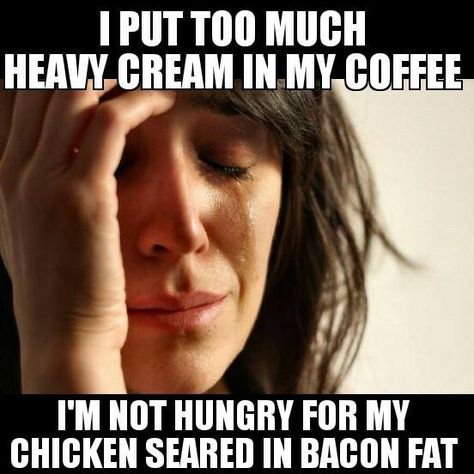 I PUT TOO MUCH
HEAVY CREAM IN MY COFFEE
I'M NOT HUNGRY FOR MY
CHICKEN SEARED IN BACON FAT